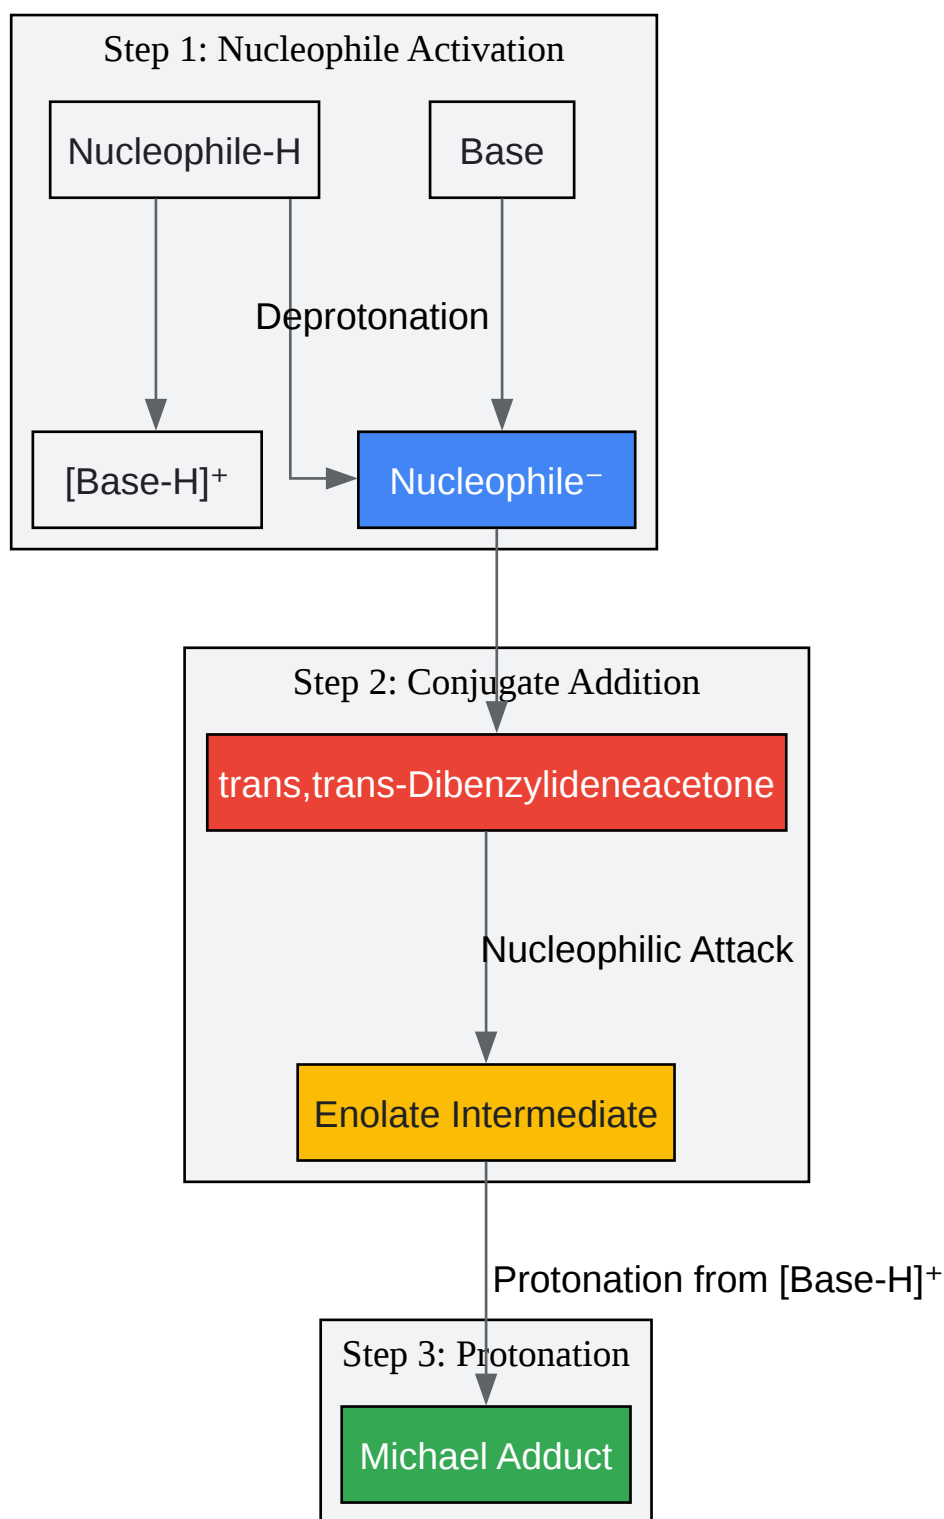 Step 1: Nucleophile Activation
Nucleophile-H
Base
Deprotonation
[Base-H]⁺
Nucleophile⁻
Step 2: Conjugate Addition
trans,trans-Dibenzylideneacetone
Nucleophilic Attack
Enolate Intermediate
Protonation from [Base-H]⁺
Step 3: Protonation
Michael Adduct